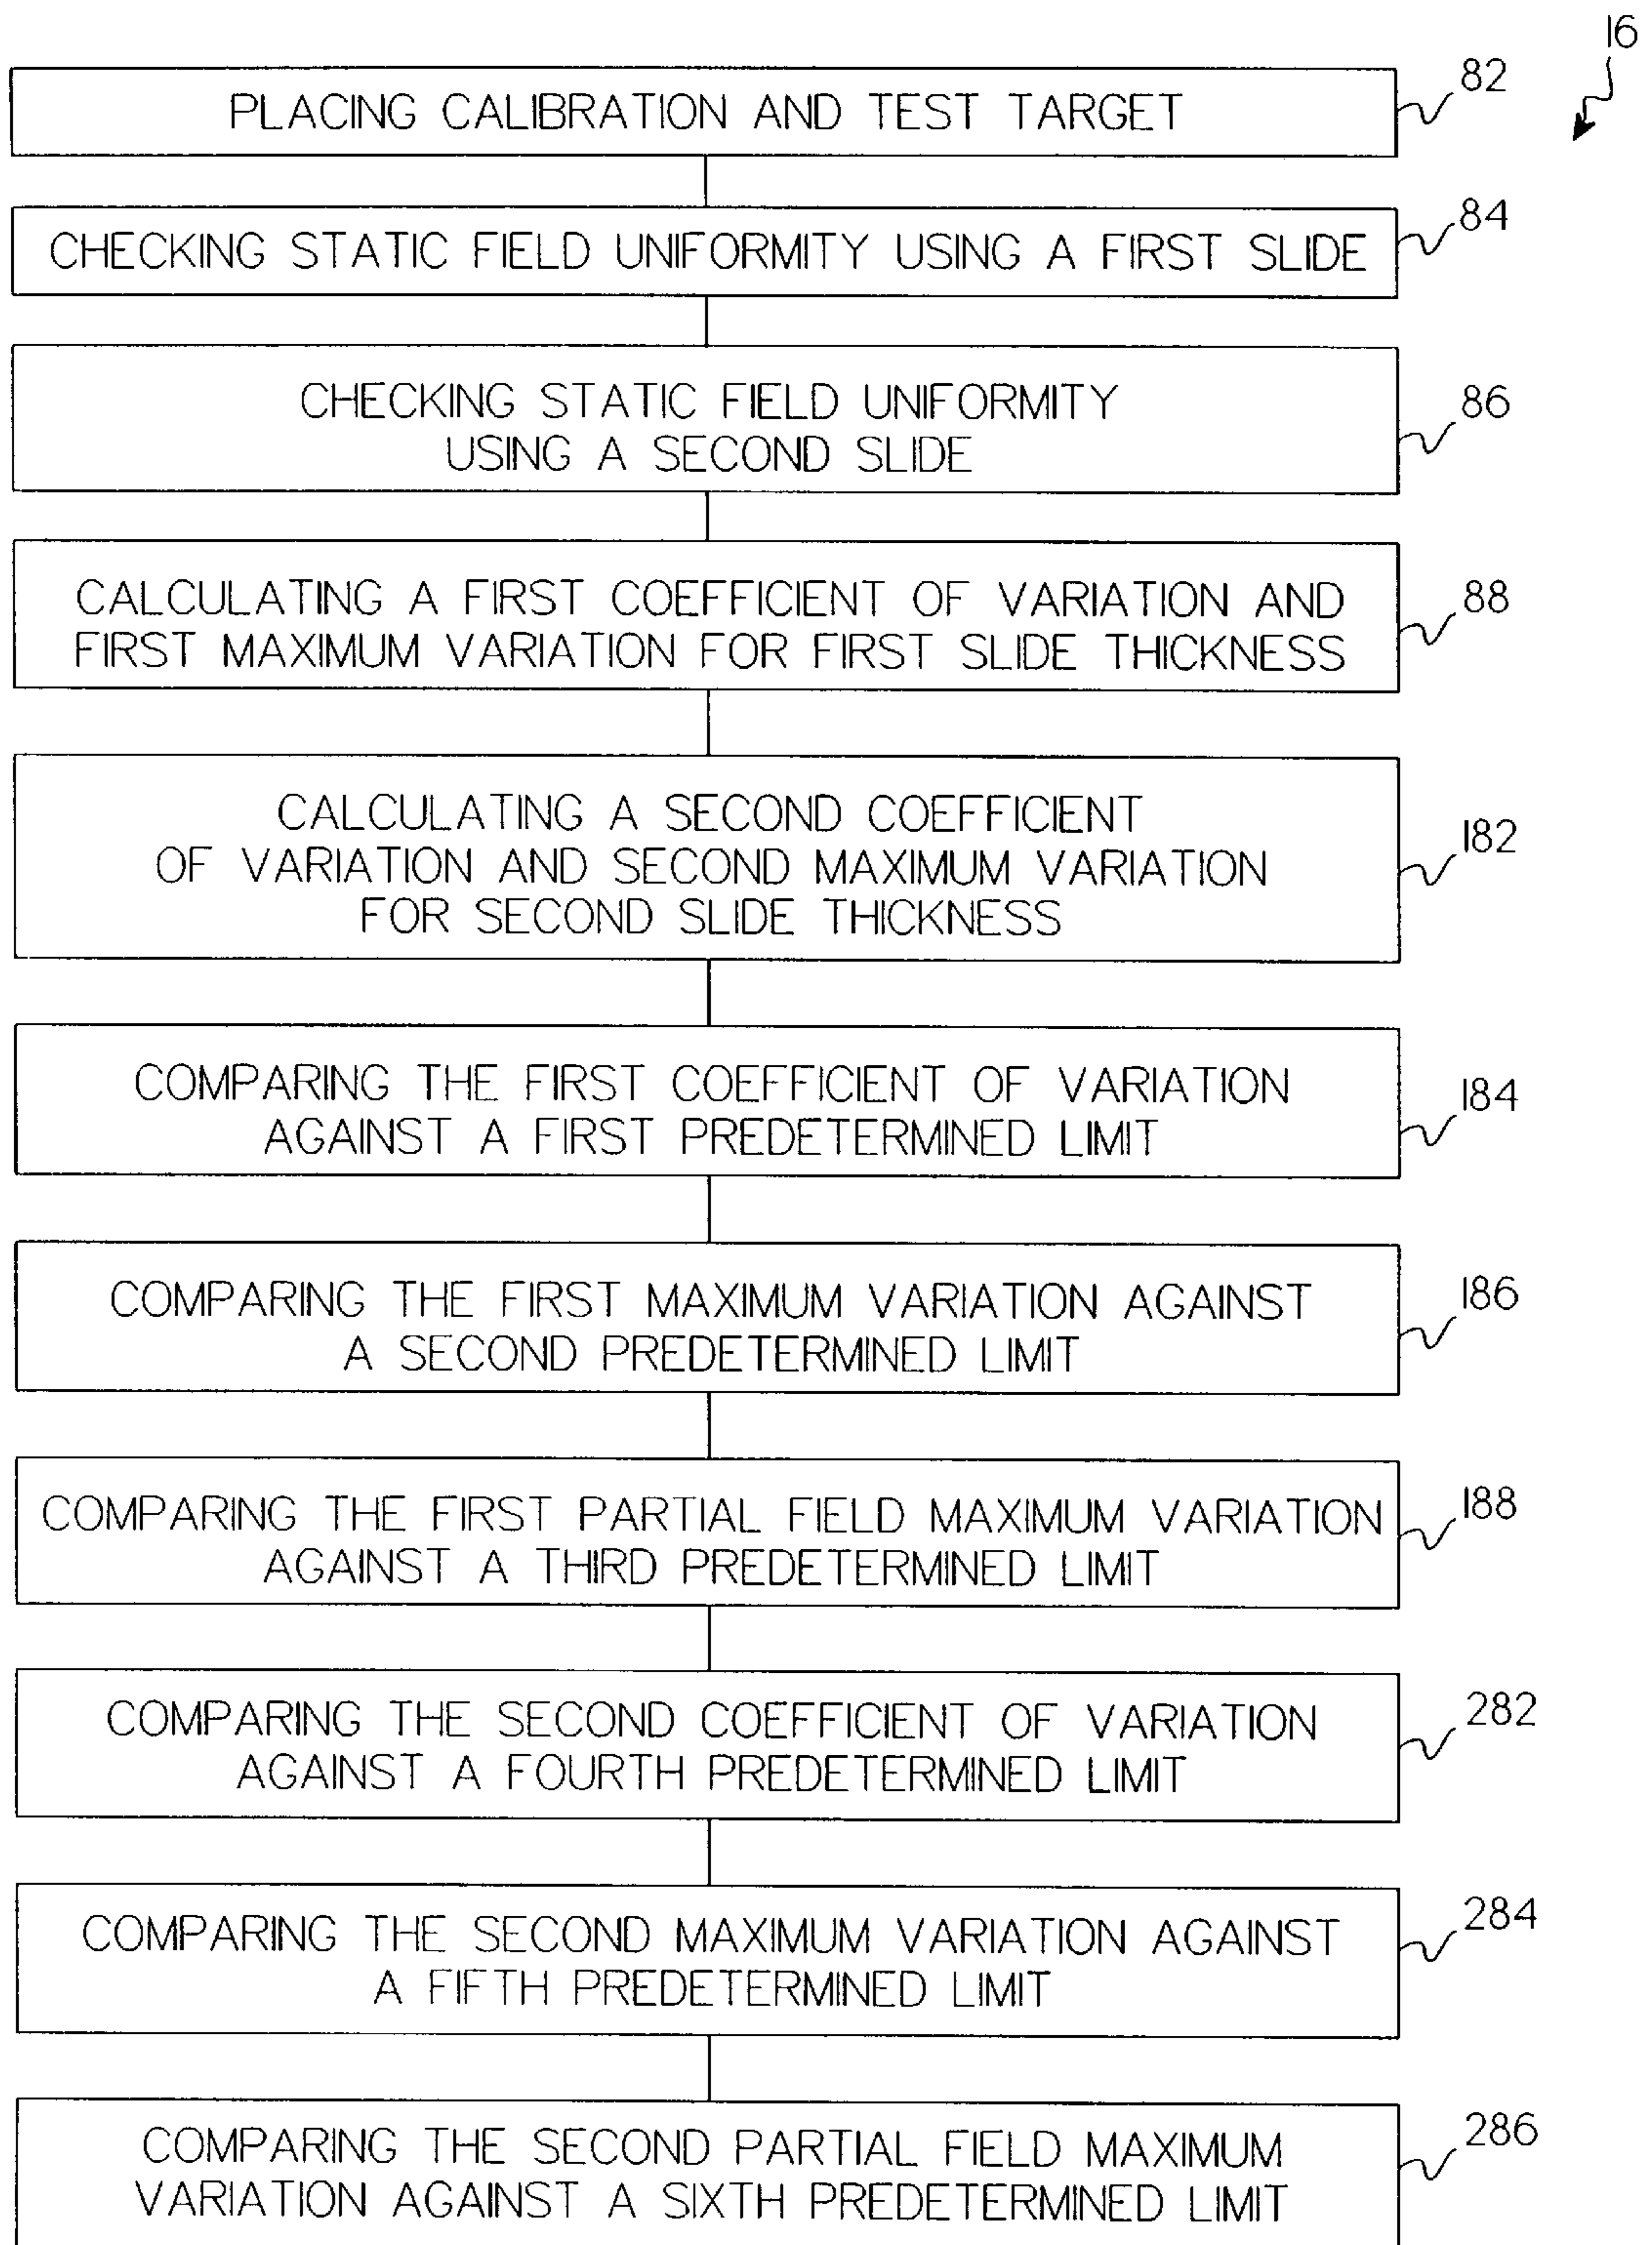 16
PLACING CALIBRATION AND TEST TARGET
82
CHECKING STATIC FIELD UNIFORMITY USING A FIRST SLIDE
84
CHECKING STATIC FIELD UNIFORMITY
USING A SECOND SLIDE
86
CALCULATING A FIRST COEFFICIENT OF VARIATION AND
FIRST MAXIMUM VARIATION FOR FIRST SLIDE THICKNESS
88
CALCULATING A SECOND COEFFICIENT
OF VARIATION AND SECOND MAXIMUM VARIATION
FOR SECOND SLIDE THICKNESS
182
COMPARING THE FIRST COEFFICIENT OF VARIATION
AGAINST A FIRST PREDETERMINED LIMIT
184
COMPARING THE FIRST MAXIMUM VARIATION AGAINST
A SECOND PREDETERMINED LIMIT
186
COMPARING THE FIRST PARTIAL FIELD MAXIMUM VARIATION
AGAINST A THIRD PREDETERMINED LIMIT
188
COMPARING THE SECOND COEFFICIENT OF VARIATION
AGAINST A FOURTH PREDETERMINED LIMIT
282
COMPARING THE SECOND MAXIMUM VARIATION AGAINST
A FIFTH PREDETERMINED LIMIT
284
COMPARING THE SECOND PARTIAL FIELD MAXIMUM
VARIATION AGAINST A SIXTH PREDETERMINED LIMIT
286